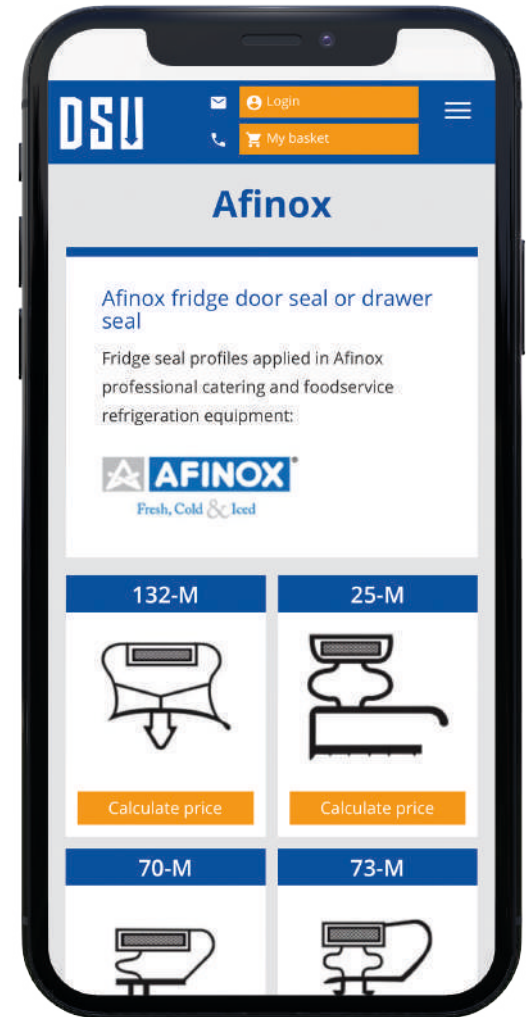 DSU
Login
My basket
Afinox
Afinox fridge door seal or drawer
seal
Fridge seal profiles applied in Afinox
professional catering and foodservice
refrigeration equipment:
AFINOX®
Fresh, Cold & Iced
132-M
25-M
Calculate price
Calculate price
70-M
73-M